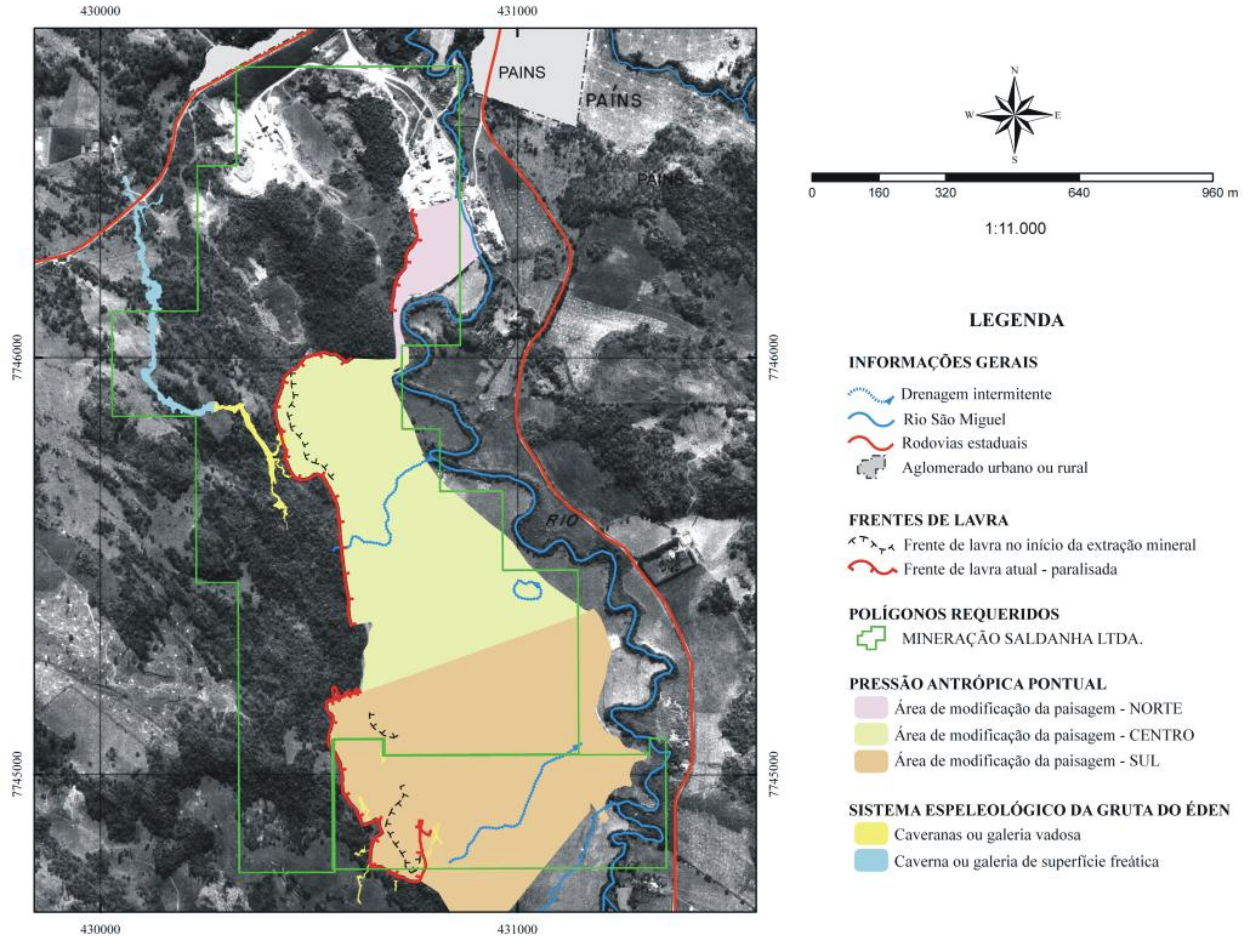 430000
431000
7746000
7745000
PAINS
PAÍNS
PAINS
RIO
7746000
7745000
430000
431000
N
W
E
S
0 160 320 640 960 m
1:11.000
LEGENDA
INFORMAÇÕES GERAIS
Drenagem intermitente
Rio São Miguel
Rodovias estaduais
Aglomerado urbano ou rural
FRENTES DE LAVRA
Frente de lavra no início da extração mineral
Frente de lavra atual - paralisada
POLÍGONOS REQUERIDOS
MINERAÇÃO SALDANHA LTDA.
PRESSÃO ANTRÓPICA PONTUAL
Área de modificação da paisagem - NORTE
Área de modificação da paisagem - CENTRO
Área de modificação da paisagem - SUL
SISTEMA ESPELEOLÓGICO DA GRUTA DO ÉDEN
Caveranas ou galeria vadosa
Caverna ou galeria de superfície freática